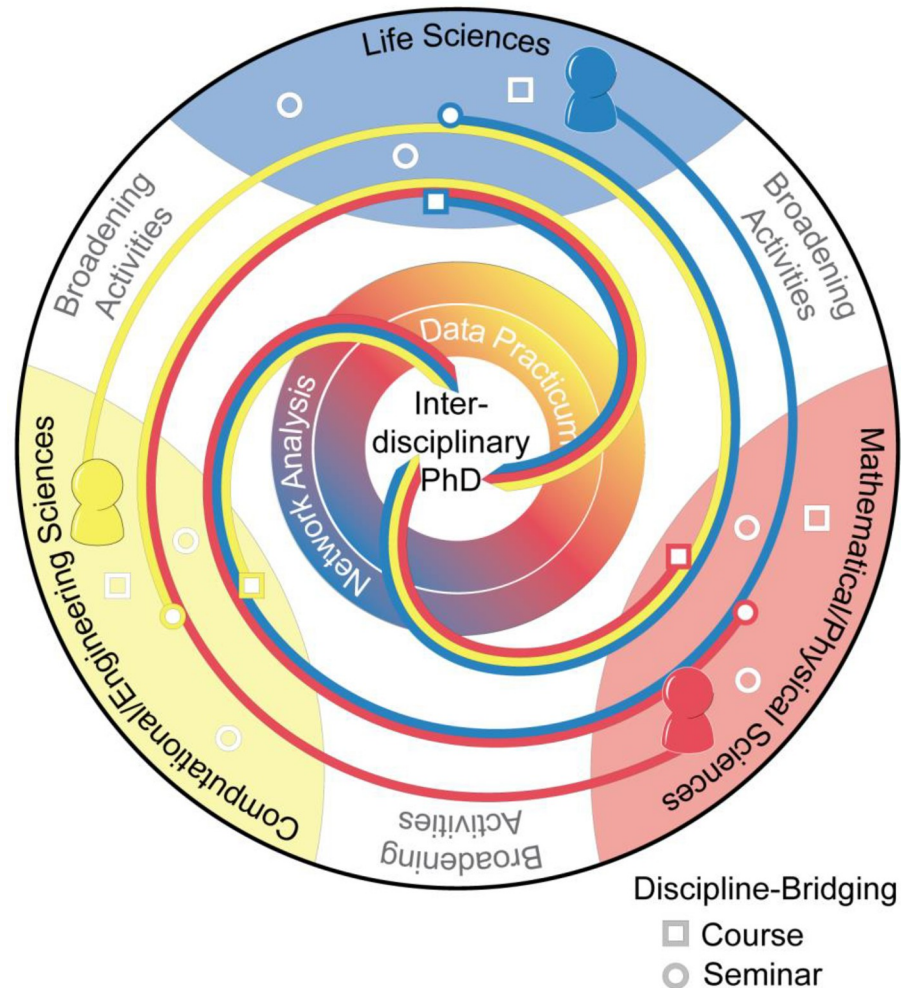 Life Sciences
Broadening
Activities
Broadening
Activities
Data Practicum
Network Analysis
Inter-
disciplinary
PhD
Computational/Engineering Sciences
Mathematical/Physical Sciences
Broadening
Activities
Discipline-Bridging
Course
Seminar